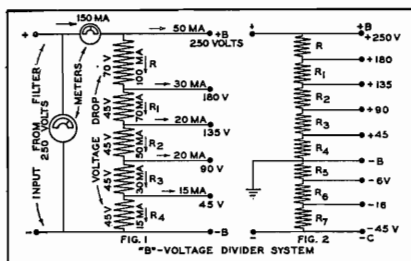 150 MA
50 MA
+B
250 VOLTS
+
METERS
INPUT FROM FILTER
250 VOLTS
VOLTAGE DROP
70 V
100 MA
R
30 MA
180 V
45V
70 MA
R1
20 MA
135 V
45V
50 MA
R2
20 MA
90 V
45V
30 MA
R3
15 MA
45 V
45V
15 MA
R4
-
-B
FIG. 1
+
+B
+250V
R
+180
R1
+135
R2
+90
R3
+45
R4
-B
R5
-6V
R6
-16
R7
-
-45V
-C
FIG. 2
"B"-VOLTAGE DIVIDER SYSTEM